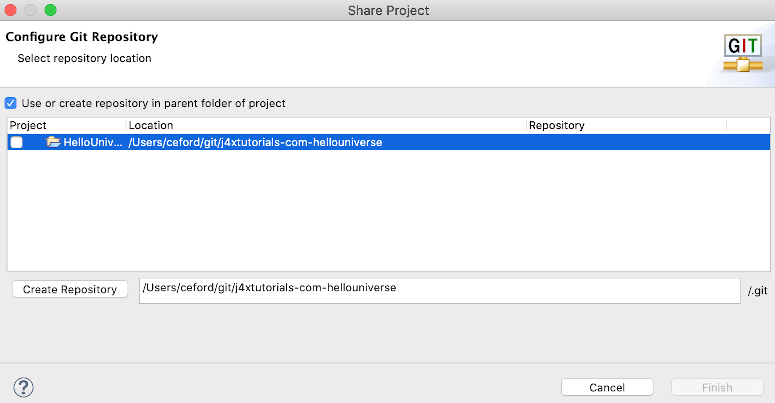 Share Project
Configure Git Repository
Select repository location
GIT
Use or create repository in parent folder of project
Project Location Repository
HelloUniv... /Users/ceford/git/j4xtutorials-com-hellouniverse
Create Repository /Users/ceford/git/j4xtutorials-com-hellouniverse /.git
? Cancel Finish